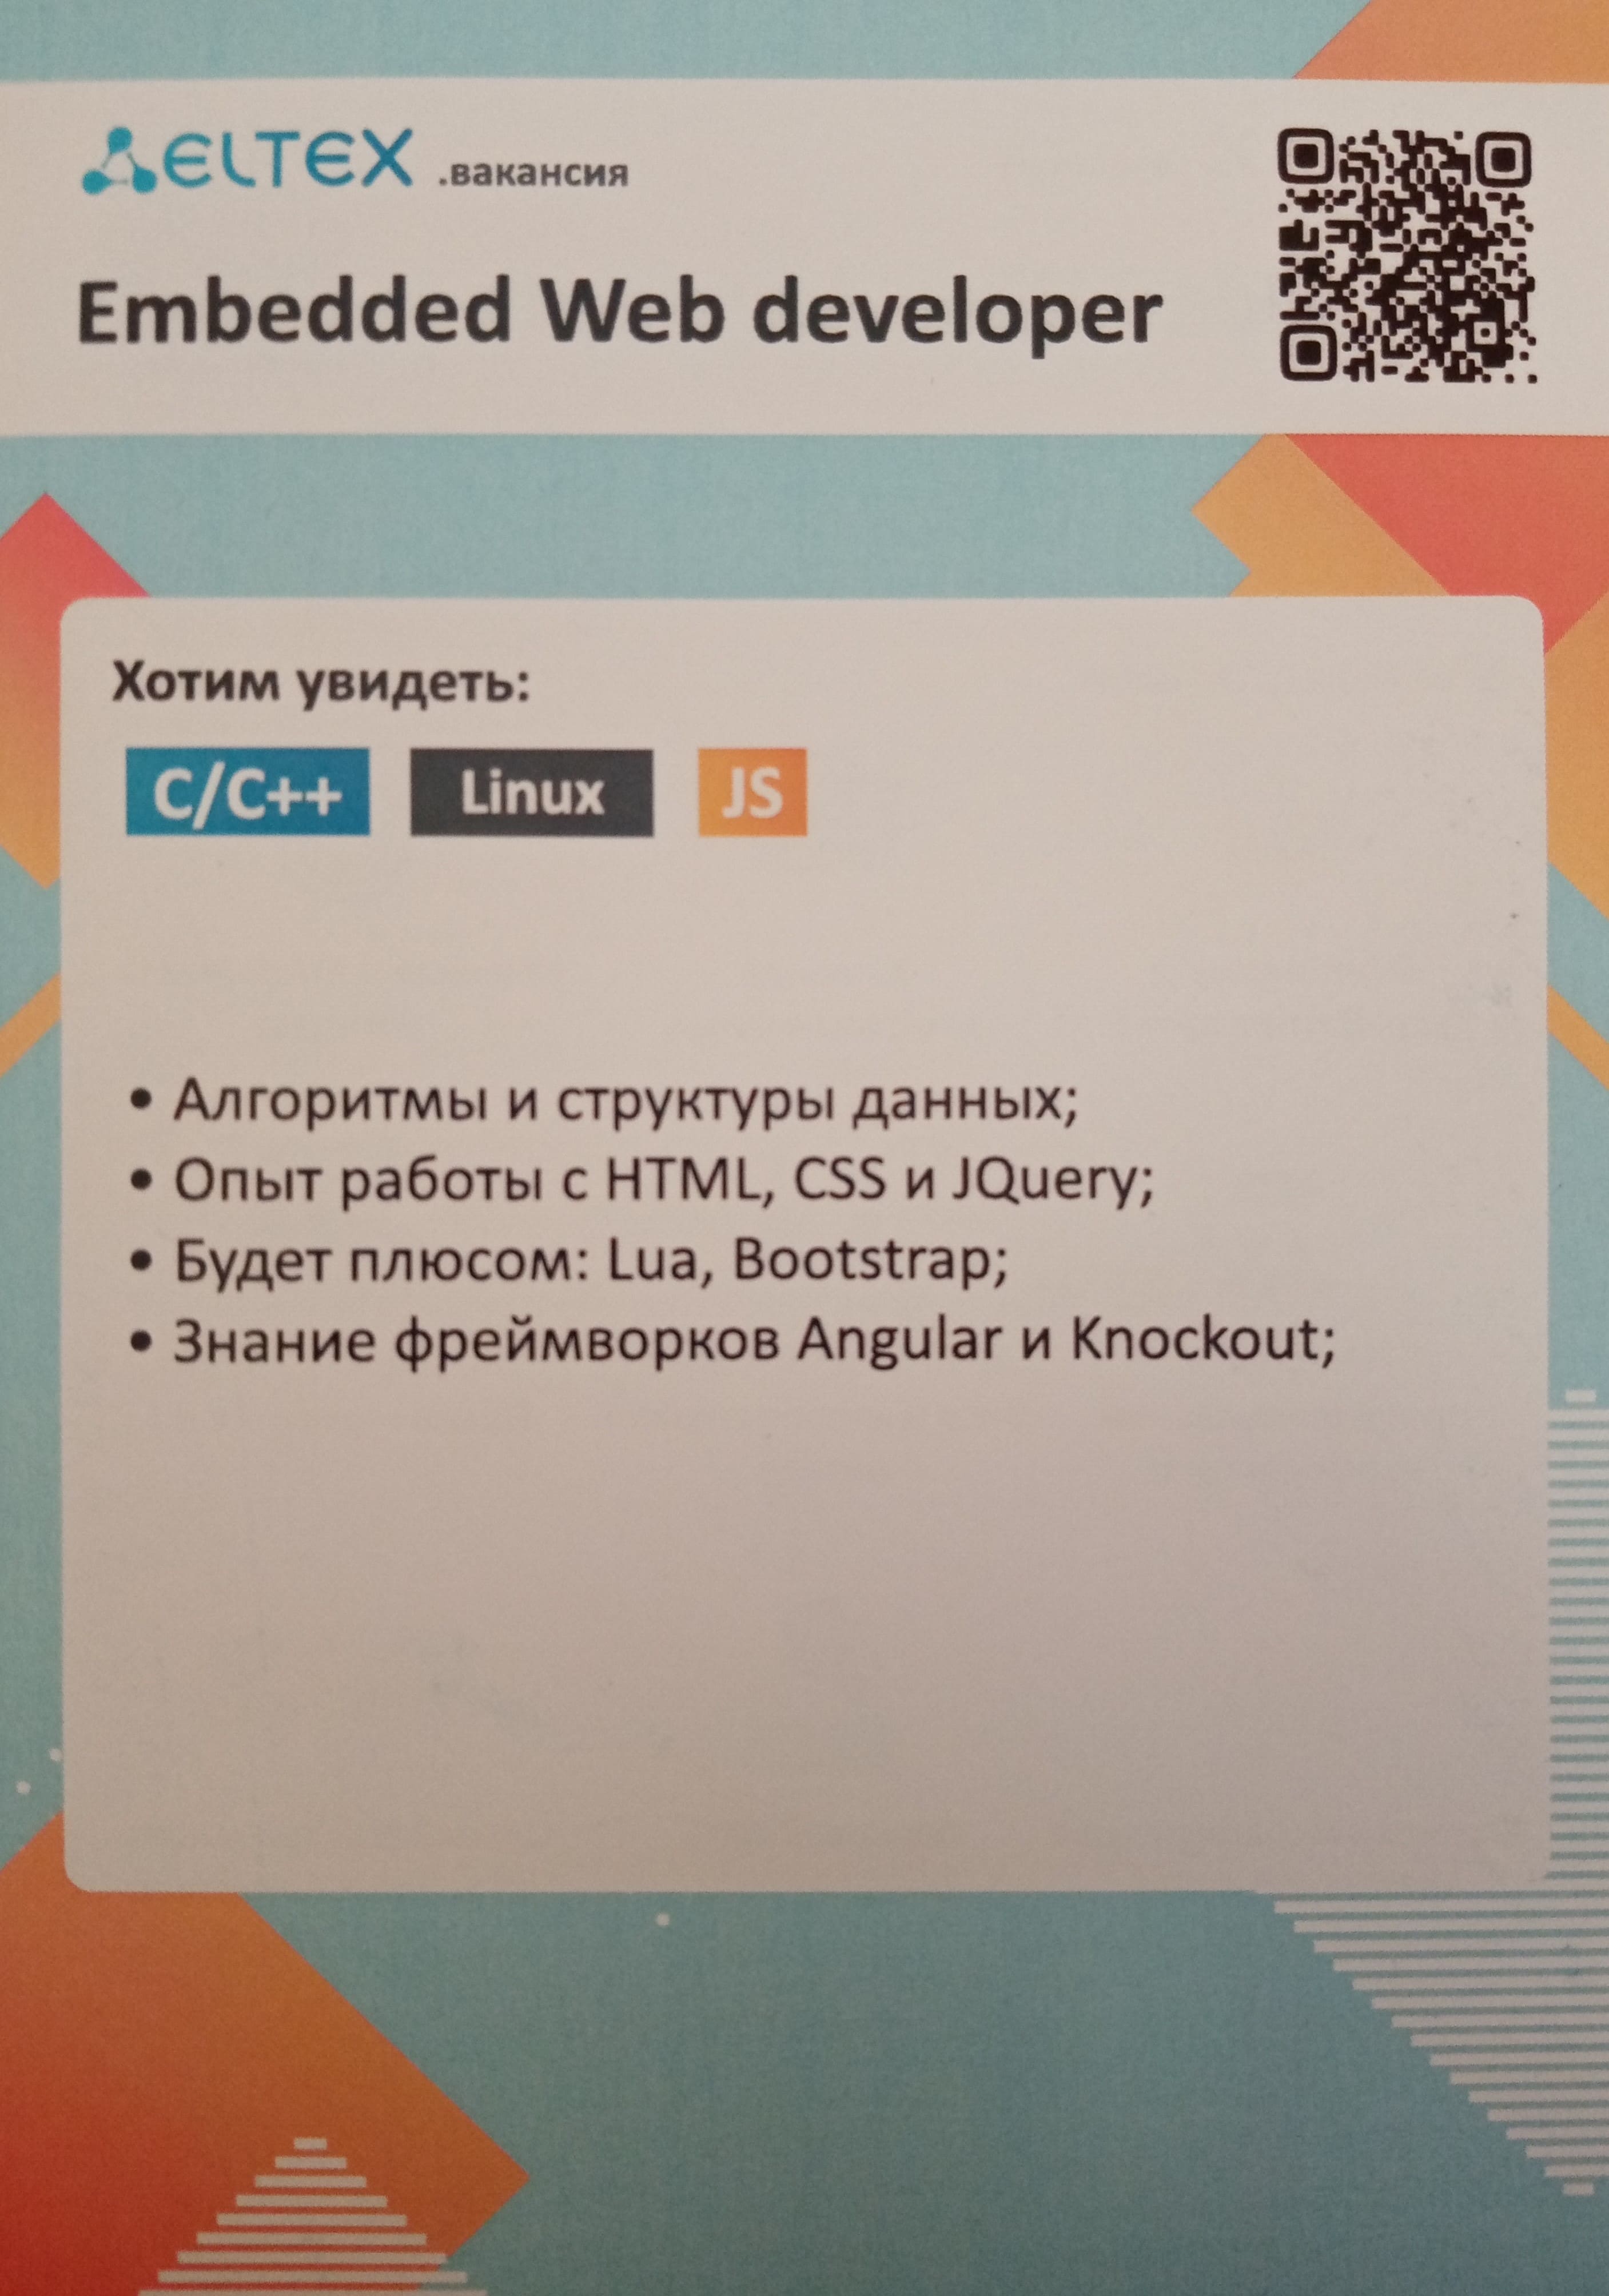 ELTEX .вакансия
Embedded Web developer
Хотим увидеть:
C/C++ Linux JS
• Алгоритмы и структуры данных;
• Опыт работы с HTML, CSS и JQuery;
• Будет плюсом: Lua, Bootstrap;
• Знание фреймворков Angular и Knockout;